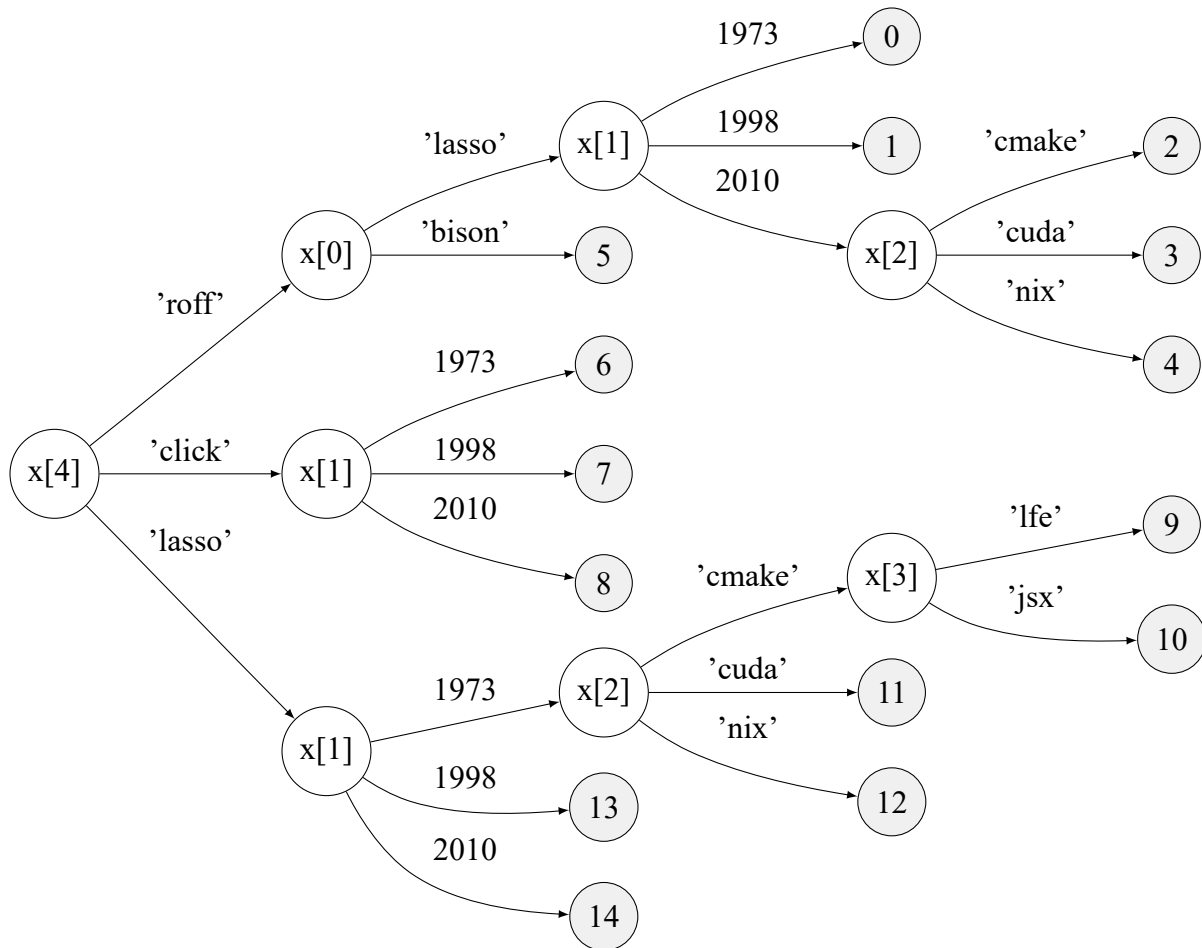 1973
0
'lasso'
x[1]
1998
1
'cmake'
2
2010
'roff'
x[0]
'bison'
5
x[2]
'cuda'
3
'nix'
4
1973
6
x[4]
'click'
x[1]
1998
7
2010
8
'lasso'
'cmake'
x[3]
'lfe'
9
'jsx'
10
x[1]
1973
x[2]
'cuda'
11
'nix'
12
1998
13
2010
14